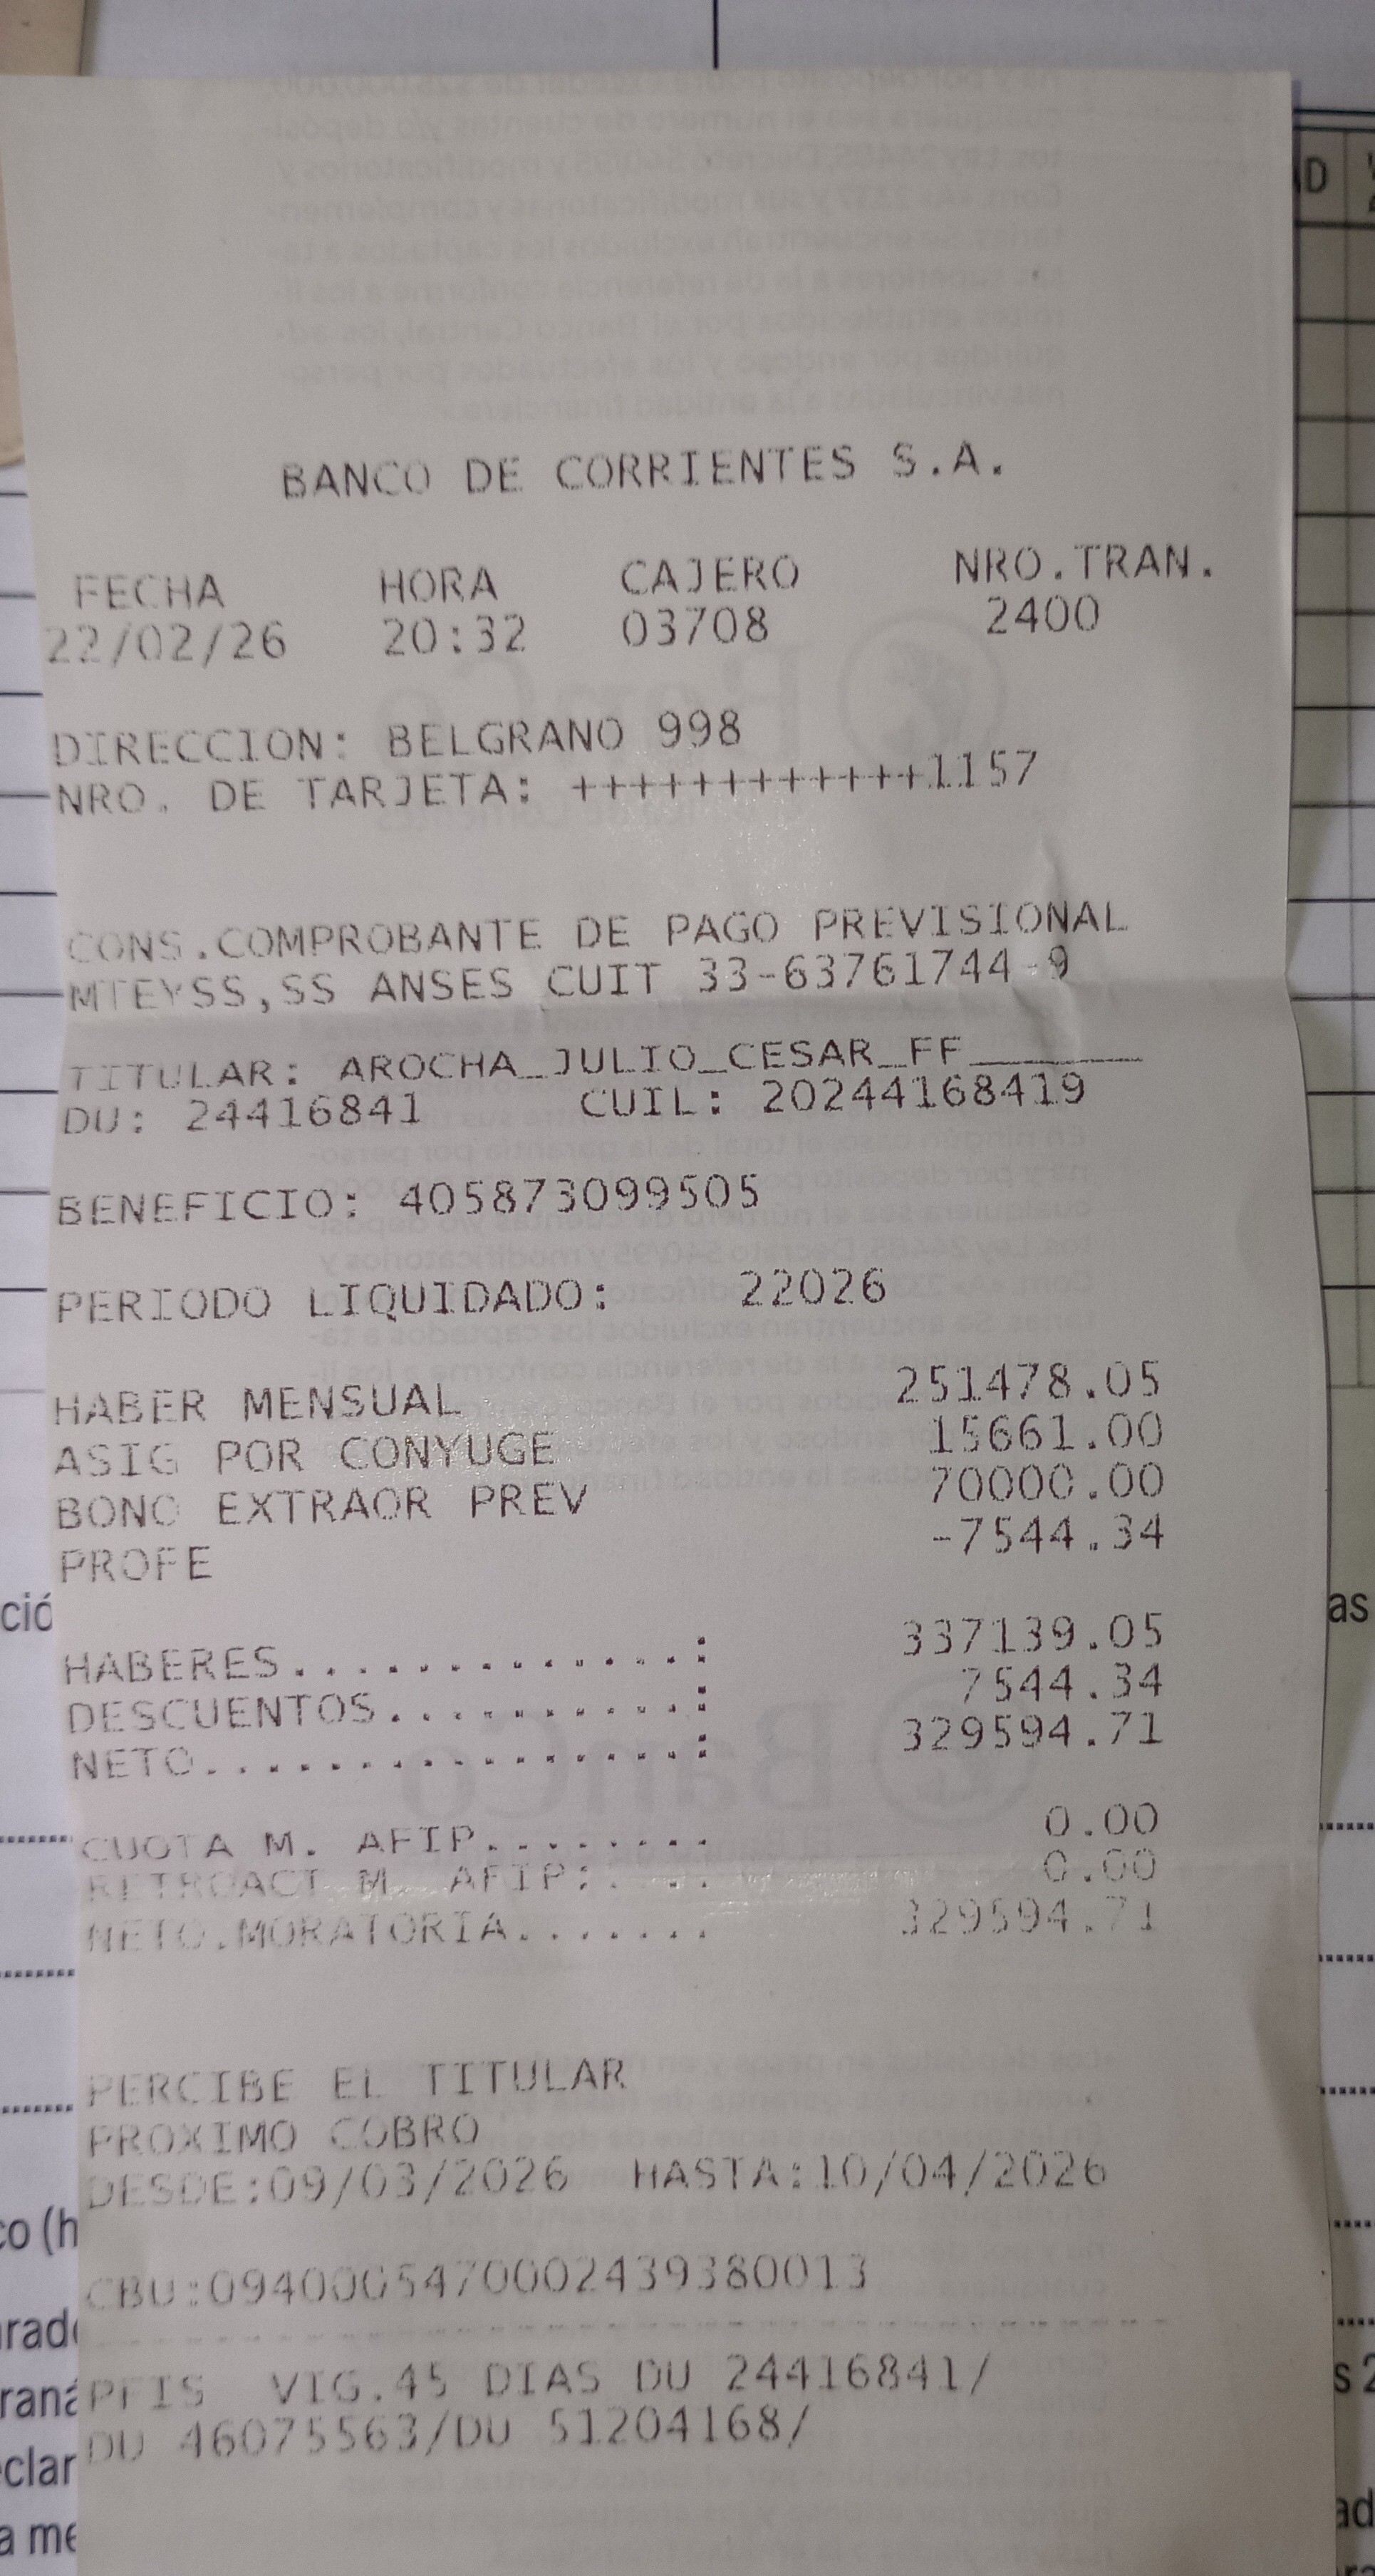 BANCO DE CORRIENTES S.A.
FECHA HORA CAJERO NRO.TRAN.
22/02/26 20:32 03708 2400
DIRECCION: BELGRANO 998
NRO. DE TARJETA: ++++++++++++1157
CONS.COMPROBANTE DE PAGO PREVISIONAL
MTEYSS,SS ANSES CUIT 33-63761744-9
TITULAR: AROCHA_JULIO_CESAR_FF_______
DU: 24416841 CUIL: 20244168419
BENEFICIO: 405873099505
PERIODO LIQUIDADO: 22026
HABER MENSUAL 251478.05
ASIG POR CONYUGE 15661.00
BONO EXTRAOR PREV 70000.00
PROFE -7544.34
HABERES..............: 337139.05
DESCUENTOS...........: 7544.34
NETO.................: 329594.71
CUOTA M. AFIP........ 0.00
RETROACT M. AFIP:.... 0.00
NETO.MORATORIA....... 329594.71
PERCIBE EL TITULAR
PROXIMO COBRO
DESDE:09/03/2026 HASTA:10/04/2026
CBU:0940005470002439380013
PFIS VIG.45 DIAS DU 24416841/
DU 46075563/DU 51204168/